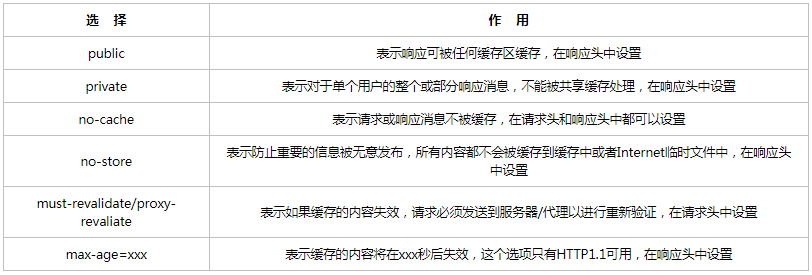 选 择 作 用
public 表示响应可被任何缓存区缓存，在响应头中设置
private 表示对于单个用户的整个或部分响应消息，不能被共享缓存处理，在响应头中设置
no-cache 表示请求或响应消息不被缓存，在请求头和响应头中都可以设置
no-store 表示防止重要的信息被无意发布，所有内容都不会被缓存到缓存中或者Internet临时文件中，在响应头
中设置
must-revalidate/proxy-
revaliate 表示如果缓存的内容失效，请求必须发送到服务器/代理以进行重新验证，在请求头中设置
max-age=xxx 表示缓存的内容将在xxx秒后失效，这个选项只有HTTP1.1可用，在响应头中设置